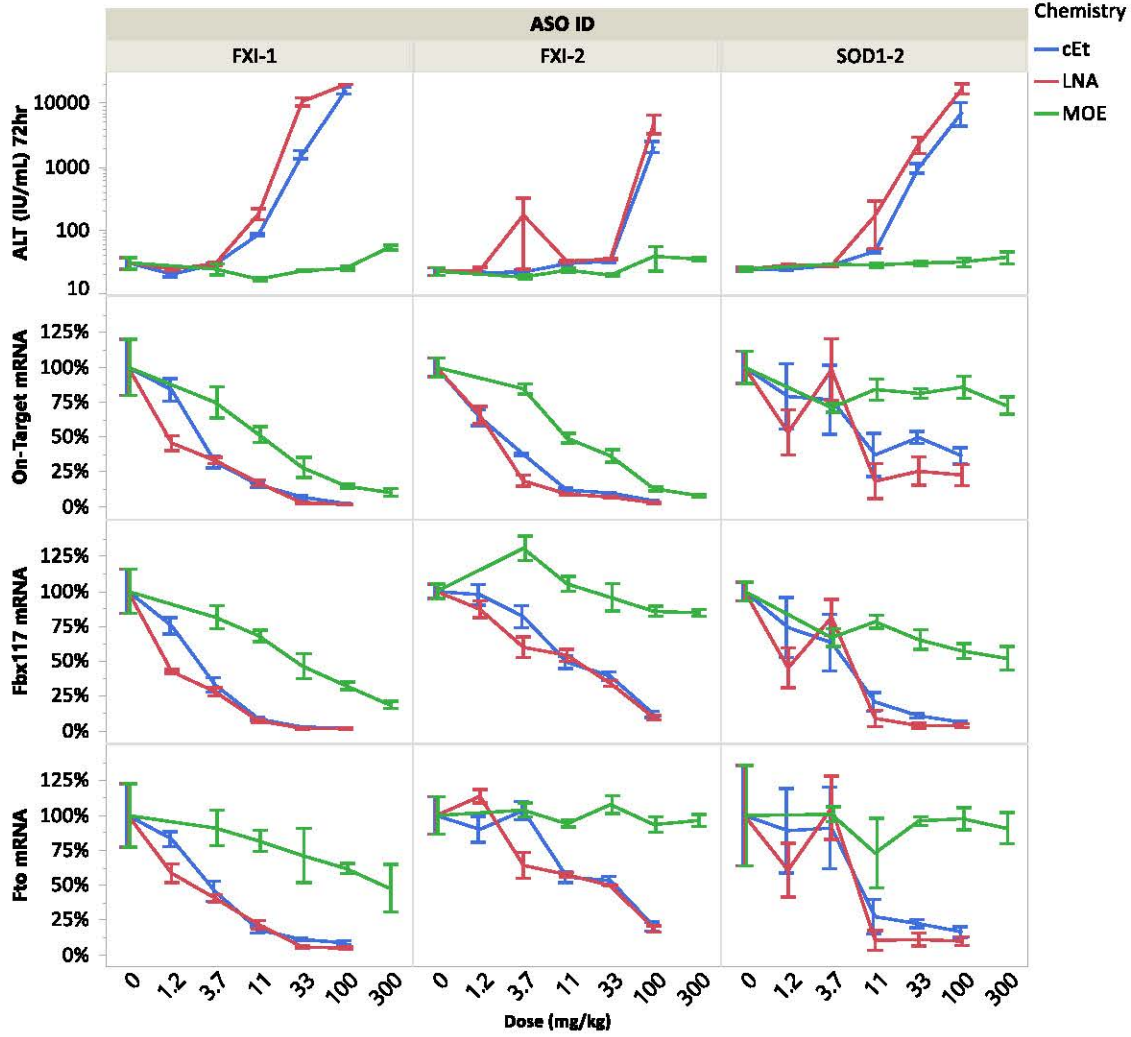 ASO ID
FXI-1 FXI-2 SOD1-2
Chemistry
cEt
LNA
MOE
ALT (IU/mL) 72hr
10000
1000
100
10
On-Target mRNA
125%
100%
75%
50%
25%
0%
Fbx117 mRNA
125%
100%
75%
50%
25%
0%
Fto mRNA
125%
100%
75%
50%
25%
0%
0 1.2 3.7 11 33 100 300 0 1.2 3.7 11 33 100 300 0 1.2 3.7 11 33 100 300
Dose (mg/kg)